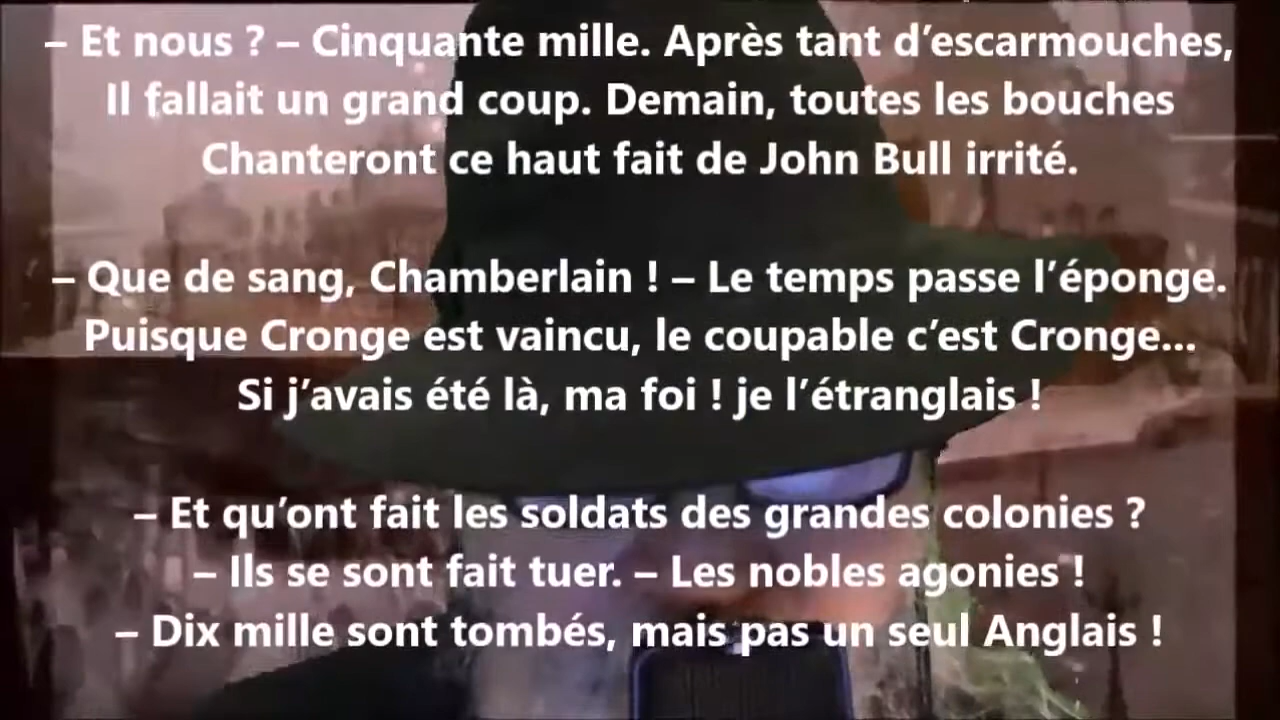 – Et nous ? – Cinquante mille. Après tant d’escarmouches,
Il fallait un grand coup. Demain, toutes les bouches
Chanteront ce haut fait de John Bull irrité.
– Que de sang, Chamberlain ! – Le temps passe l’éponge.
Puisque Cronge est vaincu, le coupable c’est Cronge...
Si j’avais été là, ma foi ! je l’étranglais !
– Et qu’ont fait les soldats des grandes colonies ?
– Ils se sont fait tuer. – Les nobles agonies !
– Dix mille sont tombés, mais pas un seul Anglais !